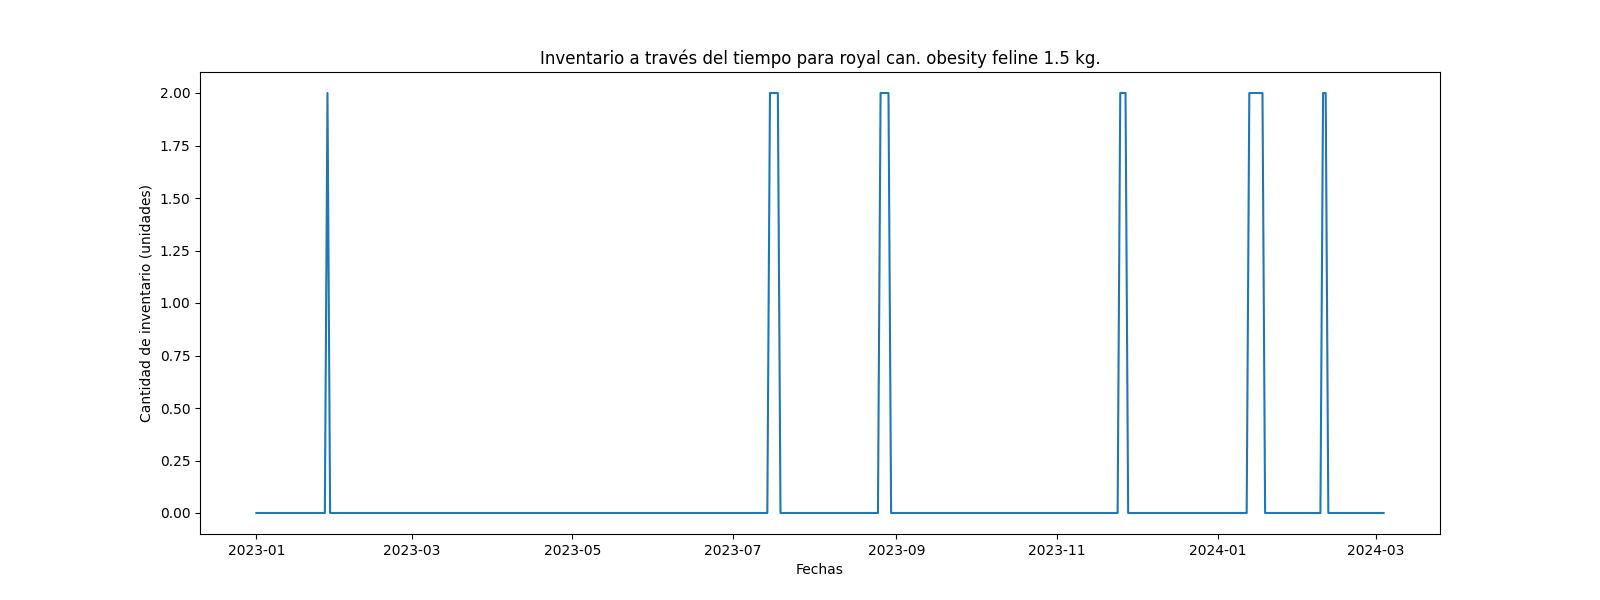 Inventario a través del tiempo para royal can. obesity feline 1.5 kg.
Cantidad de inventario (unidades)
2.00
1.75
1.50
1.25
1.00
0.75
0.50
0.25
0.00
2023-01 2023-03 2023-05 2023-07 2023-09 2023-11 2024-01 2024-03
Fechas